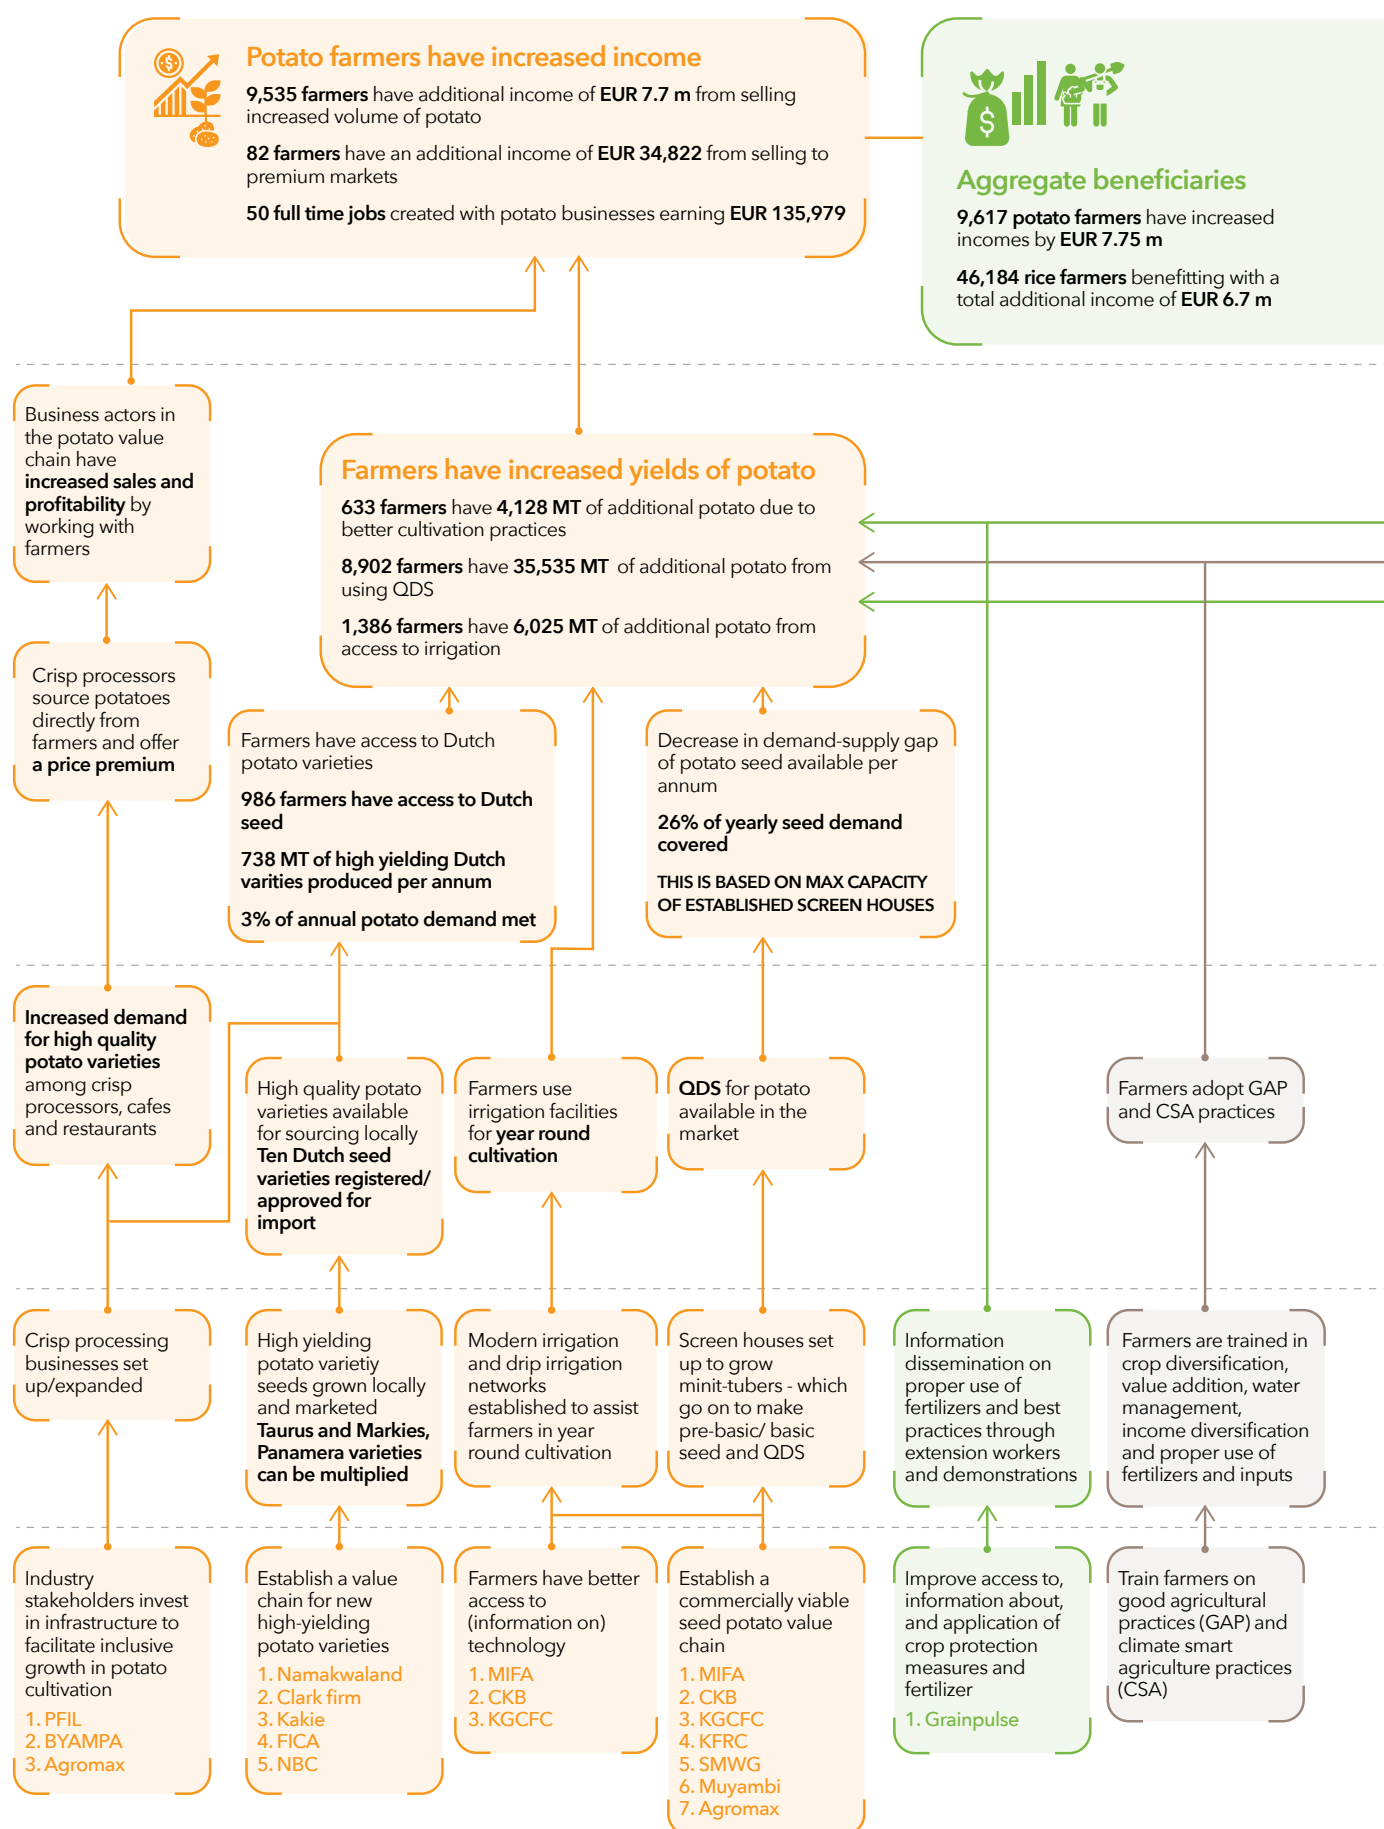 Potato farmers have increased income
9,535 farmers have additional income of EUR 7.7 m from selling
increased volume of potato
82 farmers have an additional income of EUR 34,822 from selling to
premium markets
50 full time jobs created with potato businesses earning EUR 135,979
Aggregate beneficiaries
9,617 potato farmers have increased
incomes by EUR 7.75 m
46,184 rice farmers benefitting with a
total additional income of EUR 6.7 m
Business actors in
the potato value
chain have
increased sales and
profitability by
working with
farmers
Farmers have increased yields of potato
633 farmers have 4,128 MT of additional potato due to
better cultivation practices
8,902 farmers have 35,535 MT of additional potato from
using QDS
1,386 farmers have 6,025 MT of additional potato from
access to irrigation
Crisp processors
source potatoes
directly from
farmers and offer
a price premium
Farmers have access to Dutch
potato varieties
986 farmers have access to Dutch
seed
738 MT of high yielding Dutch
varities produced per annum
3% of annual potato demand met
Decrease in demand-supply gap
of potato seed available per
annum
26% of yearly seed demand
covered
THIS IS BASED ON MAX CAPACITY
OF ESTABLISHED SCREEN HOUSES
Increased demand
for high quality
potato varieties
among crisp
processors, cafes
and restaurants
High quality potato
varieties available
for sourcing locally
Ten Dutch seed
varieties registered/
approved for
import
Farmers use
irrigation facilities
for year round
cultivation
QDS for potato
available in the
market
Farmers adopt GAP
and CSA practices
Crisp processing
businesses set
up/expanded
High yielding
potato varietiy
seeds grown locally
and marketed
Taurus and Markies,
Panamera varieties
can be multiplied
Modern irrigation
and drip irrigation
networks
established to assist
farmers in year
round cultivation
Screen houses set
up to grow
minit-tubers - which
go on to make
pre-basic/ basic
seed and QDS
Information
dissemination on
proper use of
fertilizers and best
practices through
extension workers
and demonstrations
Farmers are trained in
crop diversification,
value addition, water
management,
income diversification
and proper use of
fertilizers and inputs
Industry
stakeholders invest
in infrastructure to
facilitate inclusive
growth in potato
cultivation
1. PFIL
2. BYAMPA
3. Agromax
Establish a value
chain for new
high-yielding
potato varieties
1. Namakwaland
2. Clark firm
3. Kakie
4. FICA
5. NBC
Farmers have better
access to
(information on)
technology
1. MIFA
2. CKB
3. KGCFC
Establish a
commercially viable
seed potato value
chain
1. MIFA
2. CKB
3. KGCFC
4. KFRC
5. SMWG
6. Muyambi
7. Agromax
Improve access to,
information about,
and application of
crop protection
measures and
fertilizer
1. Grainpulse
Train farmers on
good agricultural
practices (GAP) and
climate smart
agriculture practices
(CSA)